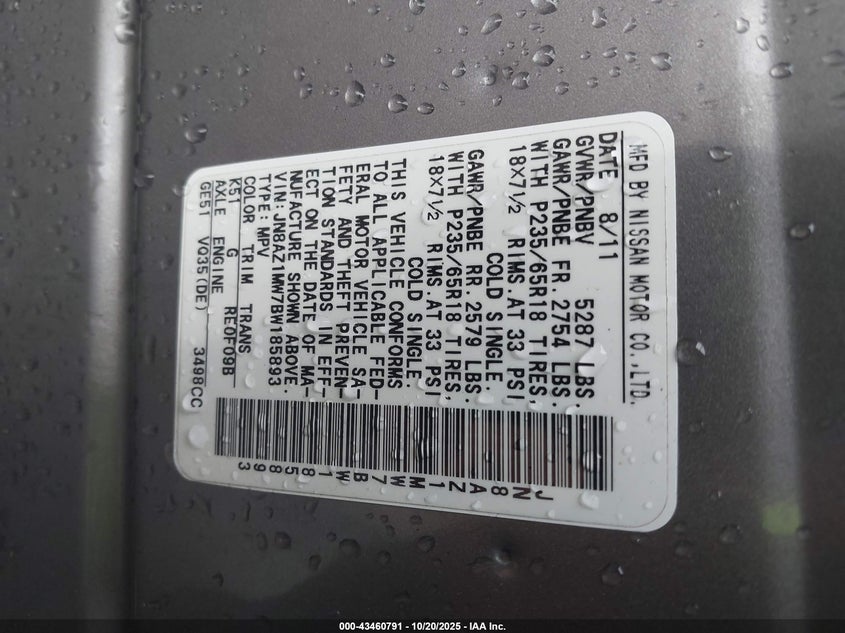 MFD BY NISSAN MOTOR CO.,LTD.
DATE 8/11
GVWR/PNBV 5287 LBS.
GAWR/PNBE FR. 2754 LBS.
WITH P235/65R18 TIRES,
18×7½ RIMS.AT 33 PSI
COLD SINGLE.
GAWR/PNBE RR. 2579 LBS.
WITH P235/65R18 TIRES,
18×7½ RIMS.AT 33 PSI
COLD SINGLE.
THIS VEHICLE CONFORMS
TO ALL APPLICABLE FED-
ERAL MOTOR VEHICLE SA-
FETY AND THEFT PREVEN-
TION STANDARDS IN EFF-
ECT ON THE DATE OF MA-
NUFACTURE SHOWN ABOVE.
VIN: JN8AZ1MW7BW185893
TYPE: MPV
COLOR TRIM TRANS
K51 G RE0F09B
AXLE ENGINE
GE51 VQ35(DE) 3498CC
JN8AZ1MW7BW185893
000-43460791 - 10/20/2025 - IAA Inc.